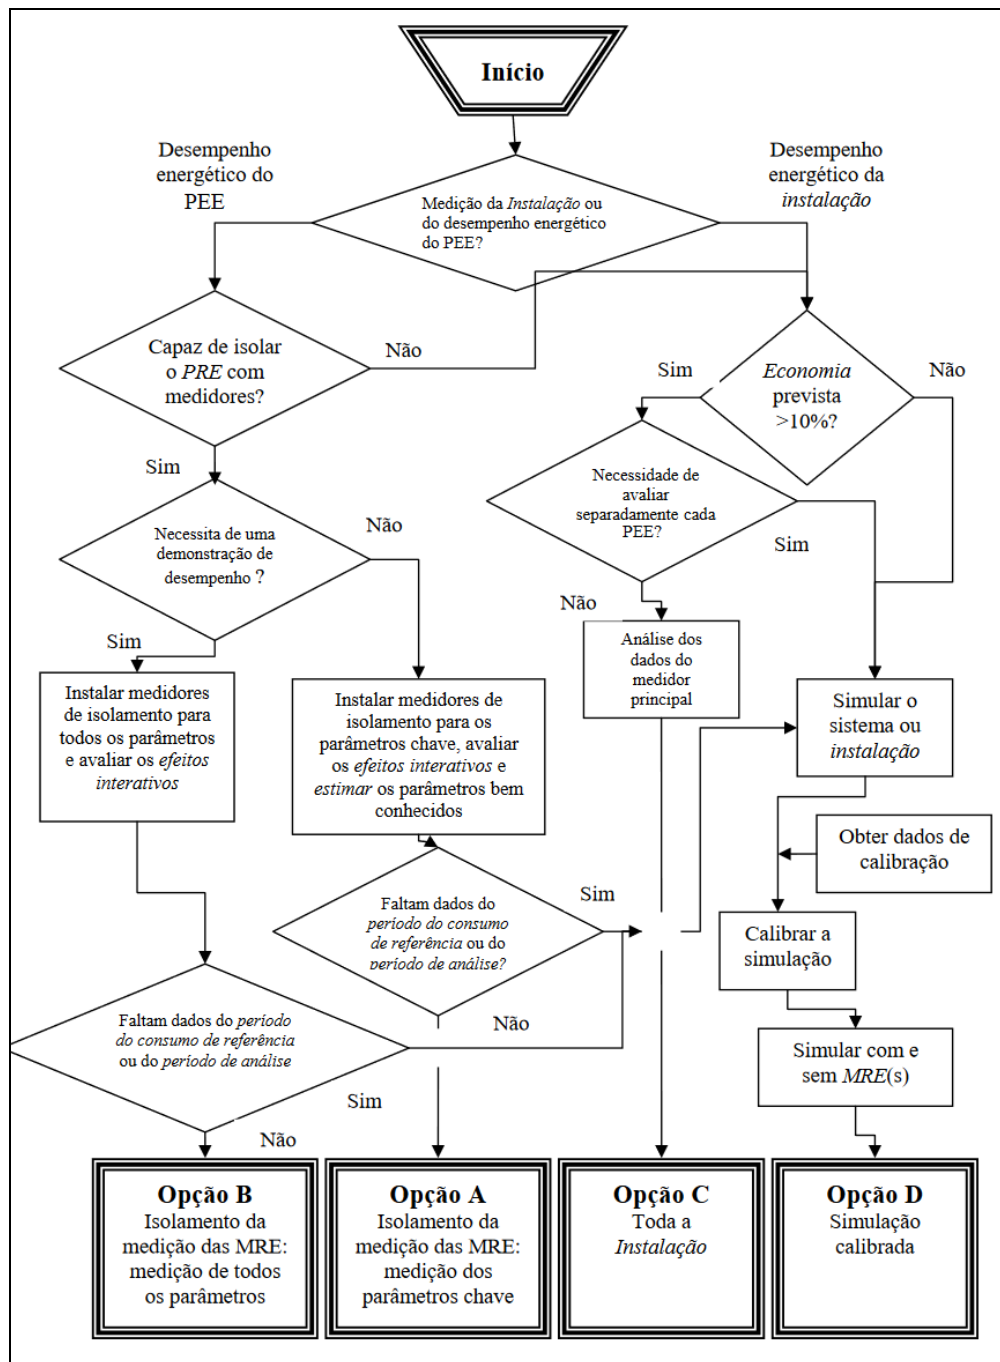 Início
Desempenho
energético do
PEE
Desempenho
energético da
instalação
Medição da Instalação ou
do desempenho energético
do PEE?
Capaz de isolar
o PRE com
medidores?
Não
Sim
Economia
prevista
>10%?
Não
Sim
Necessidade de
avaliar
separadamente cada
PEE?
Sim
Não
Necessita de uma
demonstração de
desempenho ?
Não
Sim
Análise dos
dados do
medidor
principal
Instalar medidores
de isolamento para
todos os parâmetros
e avaliar os efeitos
interativos
Instalar medidores de
isolamento para os
parâmetros chave, avaliar
os efeitos interativos e
estimar os parâmetros bem
conhecidos
Simular o
sistema ou
instalação
Obter dados de
calibração
Faltam dados do
período do consumo
de referência ou do
período de análise?
Sim
Calibrar a
simulação
Não
Faltam dados do período
do consumo de referência
ou do período de análise
Sim
Simular com e
sem MRE(s)
Não
Opção B
Isolamento da
medição das MRE:
medição de todos
os parâmetros
Opção A
Isolamento da
medição das MRE:
medição dos
parâmetros chave
Opção C
Toda a
Instalação
Opção D
Simulação
calibrada